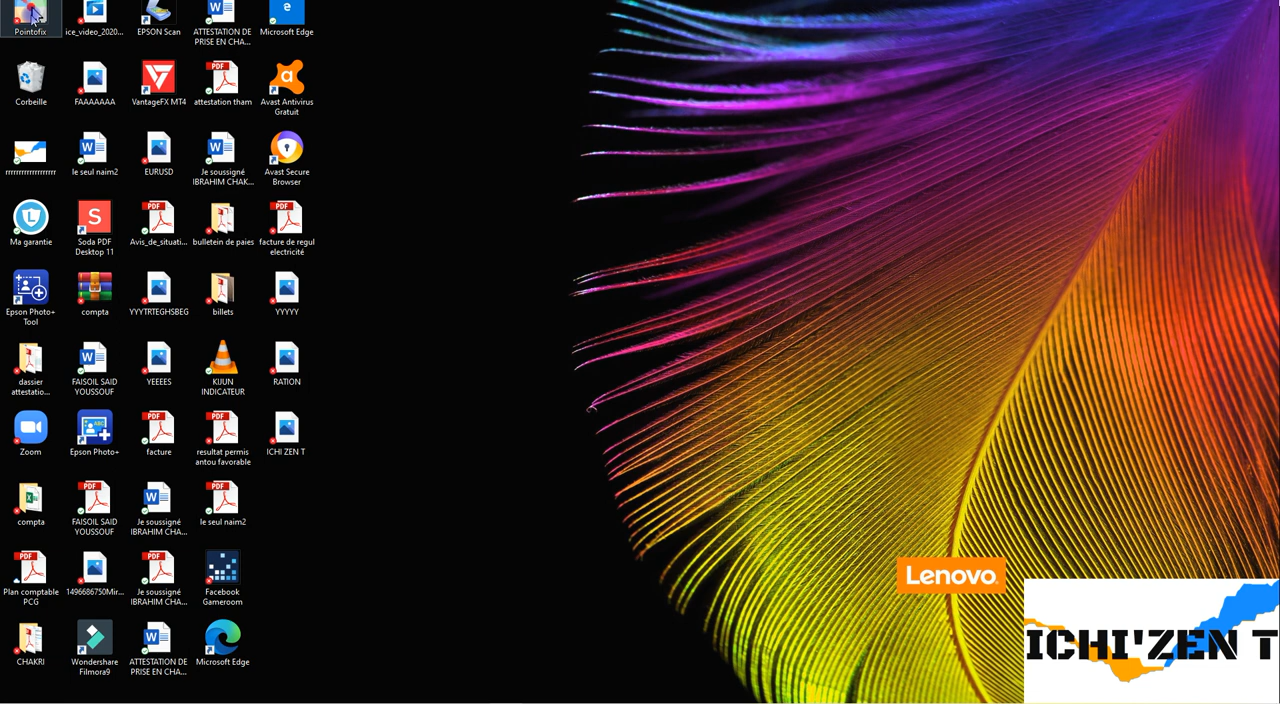 Pointofix
ice_video_2020...
EPSON Scan
ATTESTATION DE
PRISE EN CHA...
Microsoft Edge
Corbeille
FAAAAAAA
VantageFX MT4
attestation tham
Avast Antivirus
Gratuit
rrrrrrrrrrrrrrrrrrr
le seul naim2
EURUSD
Je soussigné
IBRAHIM CHAK...
Avast Secure
Browser
Ma garantie
Soda PDF
Desktop 11
Avis_de_situati...
bulletein de paies
facture de regul
electricité
Epson Photo+
Tool
compta
YYYTRTEGHSBEG
billets
YYYYY
dossier
attestatio...
FAISOIL SAID
YOUSSOUF
YEEEES
KIJUN
INDICATEUR
RATION
Zoom
Epson Photo+
facture
resultat permis
antou favorable
ICHI ZEN T
compta
FAISOIL SAID
YOUSSOUF
Je soussigné
IBRAHIM CHA...
le seul naim2
Plan comptable
PCG
1496686750Mir...
Je soussigné
IBRAHIM CHA...
Facebook
Gameroom
CHAKRI
Wondershare
Filmora9
ATTESTATION DE
PRISE EN CHA...
Microsoft Edge
Lenovo
ICHI'ZEN T